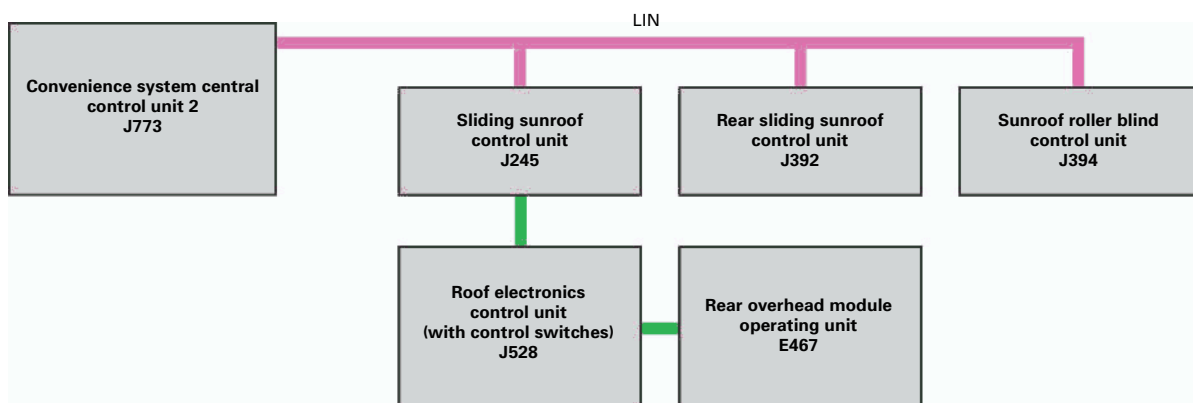 LIN
Convenience system central
control unit 2
J773
Sliding sunroof
control unit
J245
Rear sliding sunroof
control unit
J392
Sunroof roller blind
control unit
J394
Roof electronics
control unit
(with control switches)
J528
Rear overhead module
operating unit
E467